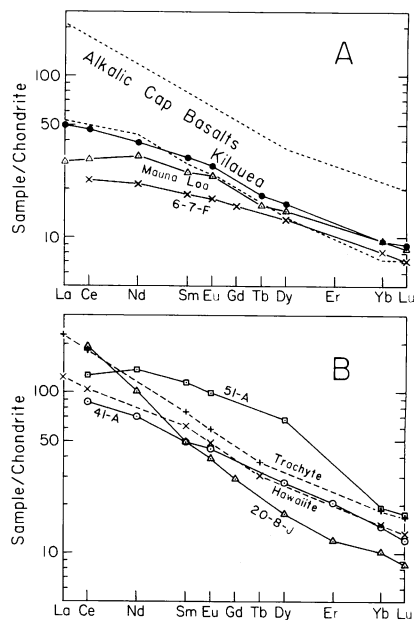 A
Alkalic Cap Basalts
Kilauea
Mauna Loa
6-7-F
100
50
10
Sample/Chondrite
La Ce Nd Sm Eu Gd Tb Dy Er Yb Lu
B
51-A
41-A
Trachyte
Hawaiite
20-8-J
100
50
10
Sample/Chondrite
La Ce Nd Sm Eu Gd Tb Dy Er Yb Lu